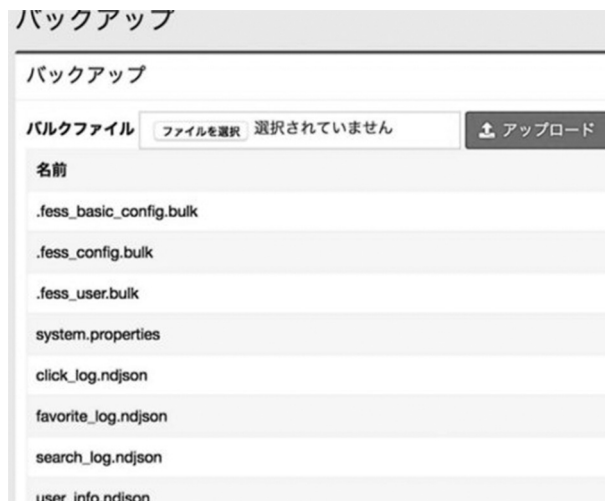 バックアップ
バックアップ
バルクファイル ファイルを選択 選択されていません アップロード
名前
.fess_basic_config.bulk
.fess_config.bulk
.fess_user.bulk
system.properties
click_log.ndjson
favorite_log.ndjson
search_log.ndjson
user_info.ndjson